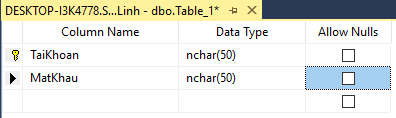 DESKTOP-I3K4778.S...Linh - dbo.Table_1*
Column Name Data Type Allow Nulls
TaiKhoan nchar(50)
MatKhau nchar(50)